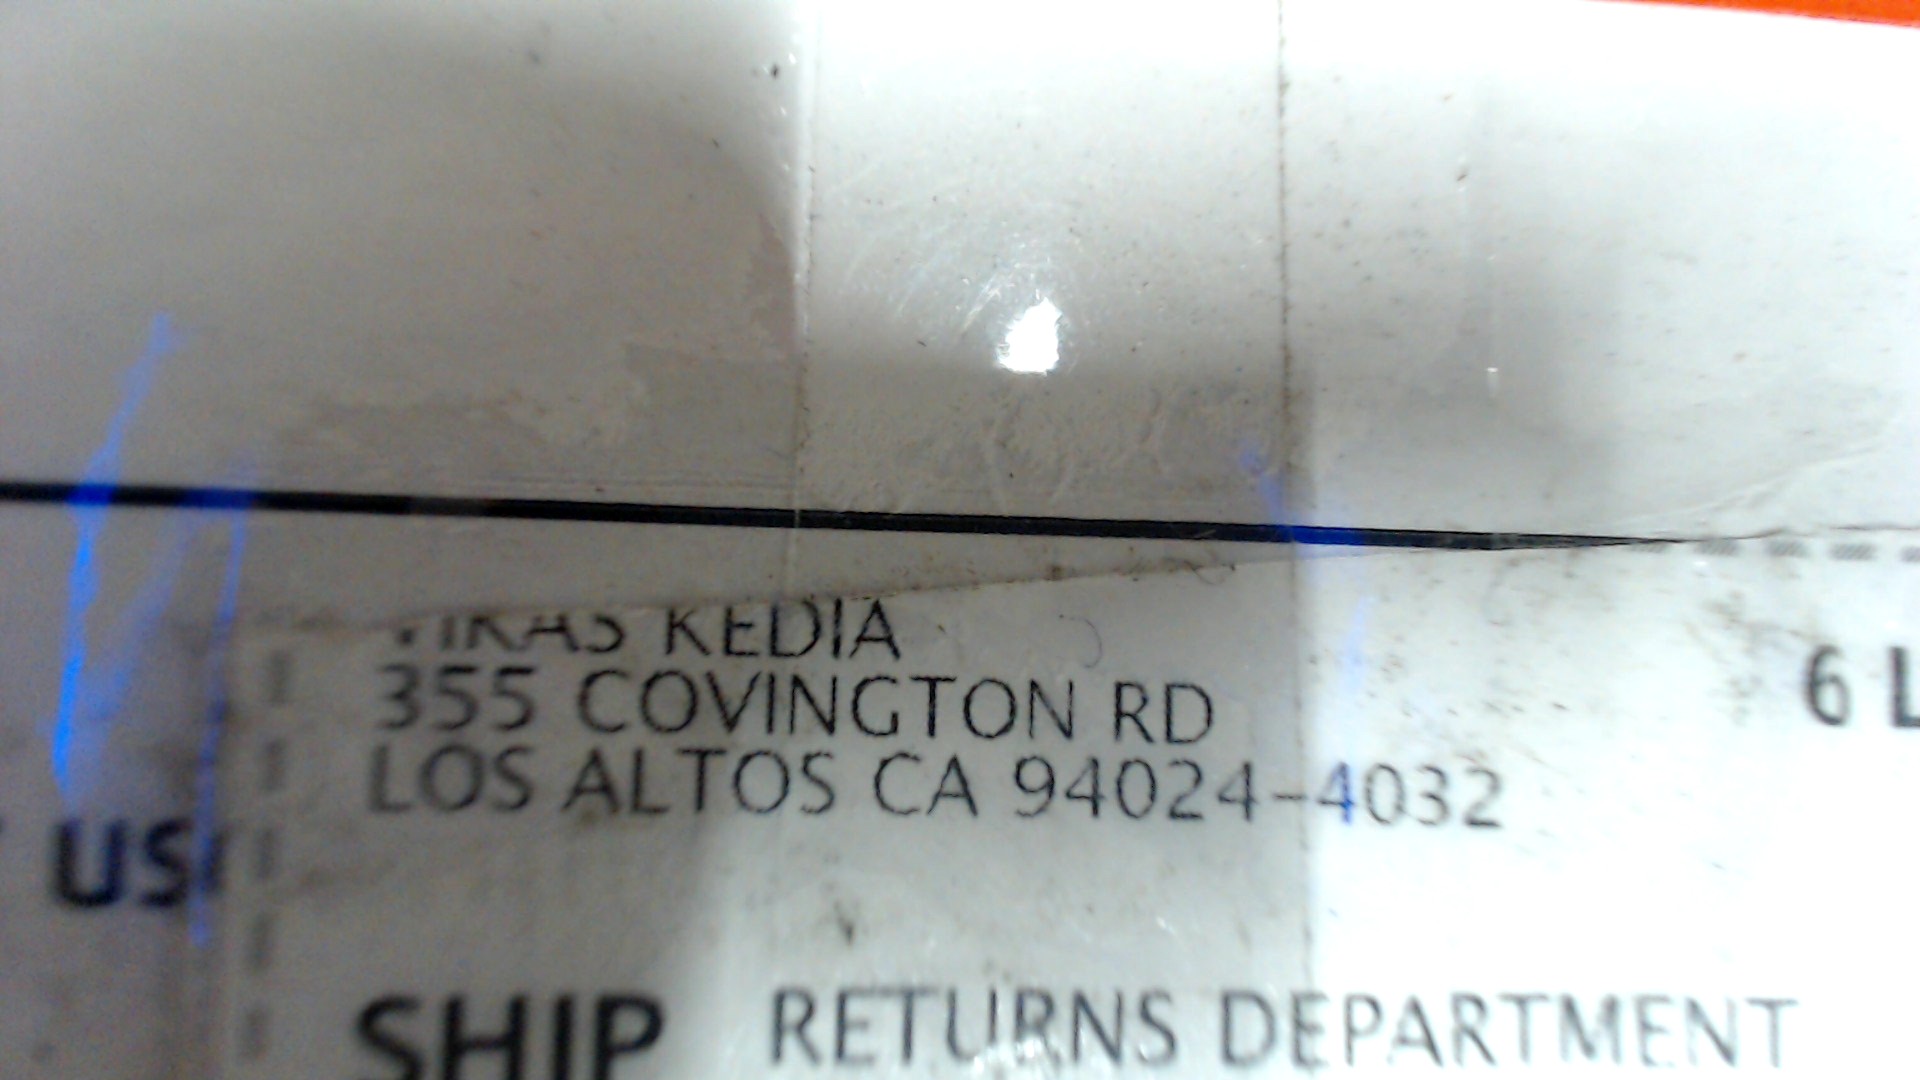 VIKAS KEDIA
355 COVINGTON RD
LOS ALTOS CA 94024-4032
6 L
US
SHIP RETURNS DEPARTMENT